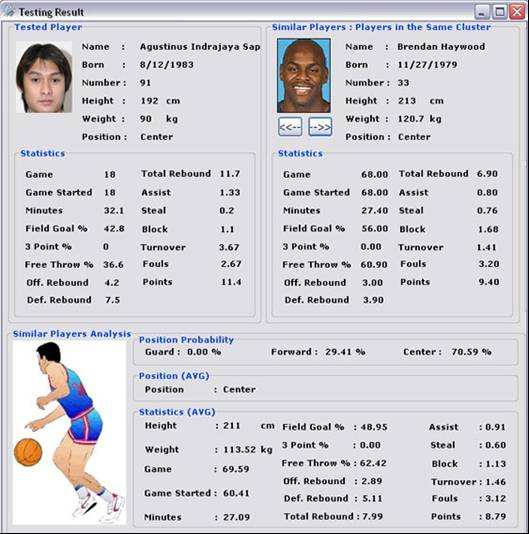 Testing Result
Tested Player
Name : Agustinus Indrajaya Sap
Born : 8/12/1983
Number : 91
Height : 192 cm
Weight : 90 kg
Position : Center
Statistics
Game 18 Total Rebound 11.7
Game Started 18 Assist 1.33
Minutes 32.1 Steal 0.2
Field Goal % 42.8 Block 1.1
3 Point % 0 Turnover 3.67
Free Throw % 36.6 Fouls 2.67
Off. Rebound 4.2 Points 11.4
Def. Rebound 7.5
Similar Players : Players in the Same Cluster
Name : Brendan Haywood
Born : 11/27/1979
Number : 33
Height : 213 cm
Weight : 120.7 kg
Position : Center
<<-- -->>
Statistics
Game 68.00 Total Rebound 6.90
Game Started 68.00 Assist 0.80
Minutes 27.40 Steal 0.76
Field Goal % 56.00 Block 1.68
3 Point % 0.00 Turnover 1.41
Free Throw % 60.90 Fouls 3.20
Off. Rebound 3.00 Points 9.40
Def. Rebound 3.90
Similar Players Analysis
Position Probability
Guard : 0.00 % Forward : 29.41 % Center : 70.59 %
Position (AVG)
Position : Center
Statistics (AVG)
Height : 211 cm Field Goal % : 48.95 Assist : 0.91
Weight : 113.52 kg 3 Point % : 0.00 Steal : 0.60
Game : 69.59 Free Throw % : 62.42 Block : 1.13
Game Started : 60.41 Off. Rebound : 2.89 Turnover : 1.46
Minutes : 27.09 Def. Rebound : 5.11 Fouls : 3.12
Total Rebound : 7.99 Points : 8.79